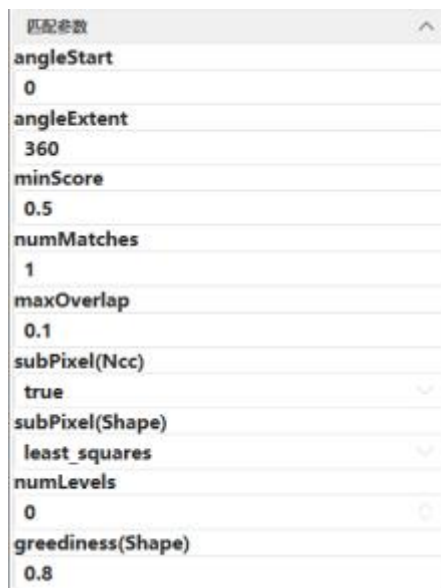 匹配参数
angleStart
0
angleExtent
360
minScore
0.5
numMatches
1
maxOverlap
0.1
subPixel(Ncc)
true
subPixel(Shape)
least_squares
numLevels
0
greediness(Shape)
0.8